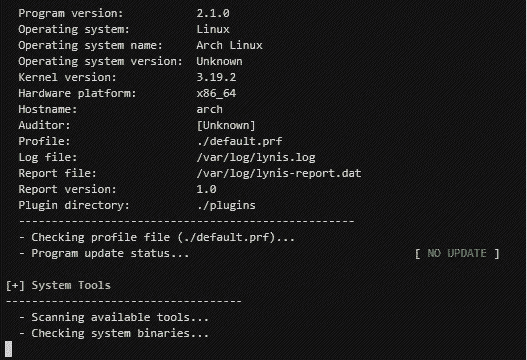 Program version: 2.1.0
Operating system: Linux
Operating system name: Arch Linux
Operating system version: Unknown
Kernel version: 3.19.2
Hardware platform: x86_64
Hostname: arch
Auditor: [Unknown]
Profile: ./default.prf
Log file: /var/log/lynis.log
Report file: /var/log/lynis-report.dat
Report version: 1.0
Plugin directory: ./plugins
---------------------------------------------------
- Checking profile file (./default.prf)...
- Program update status... [ NO UPDATE ]
[+] System Tools
------------------------------------
- Scanning available tools...
- Checking system binaries...